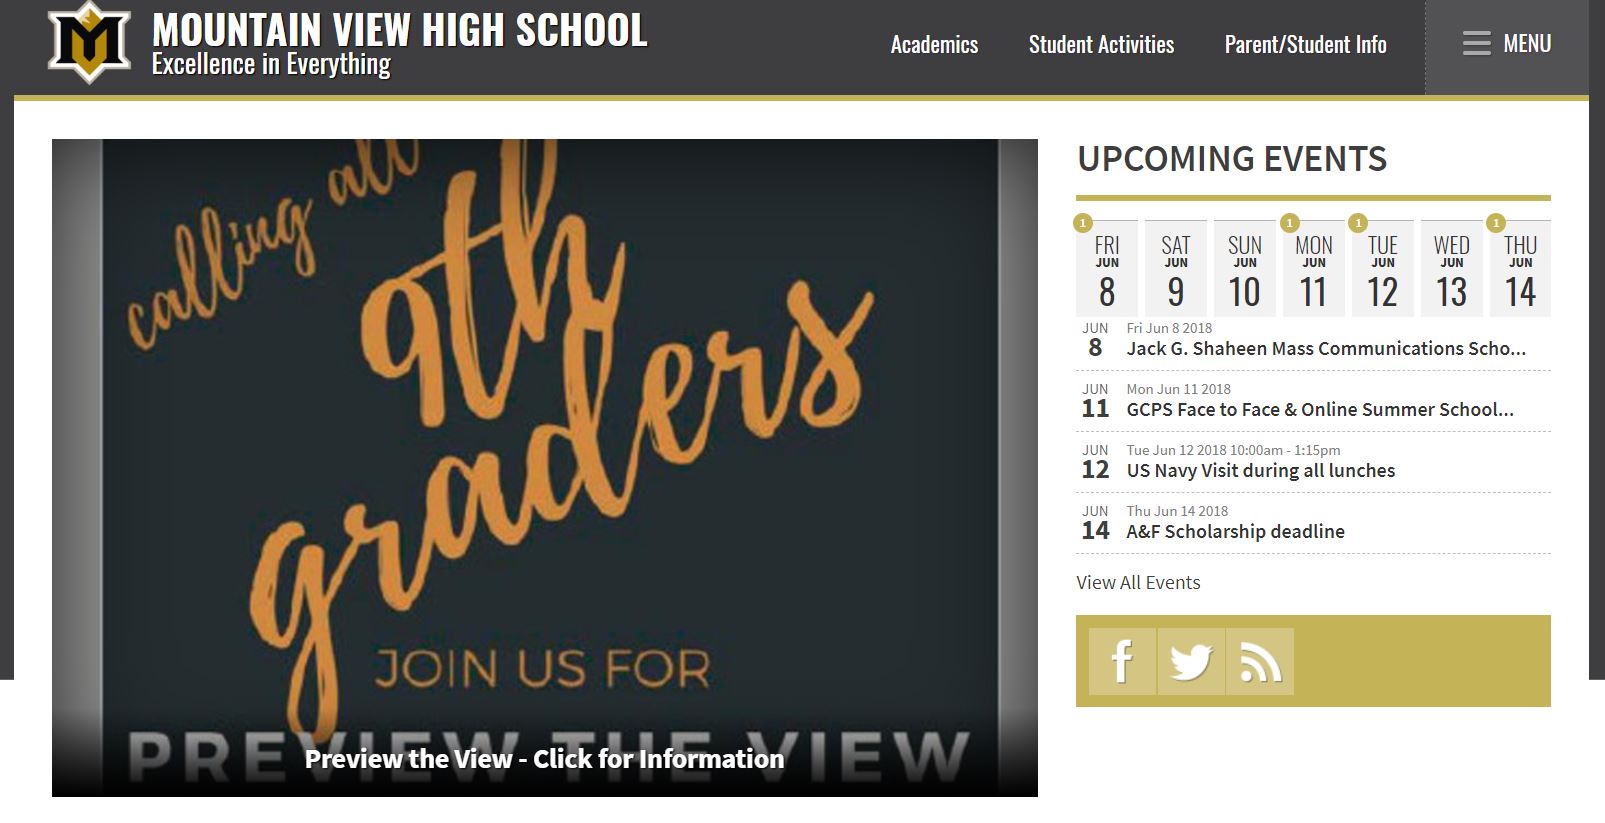 M
MOUNTAIN VIEW HIGH SCHOOL
Excellence in Everything
Academics
Student Activities
Parent/Student Info
MENU
calling all
9th
graders
JOIN US FOR
PREVIEW THE VIEW
Preview the View - Click for Information
UPCOMING EVENTS
1 1 1 1
FRI SAT SUN MON TUE WED THU
JUN JUN JUN JUN JUN JUN JUN
8 9 10 11 12 13 14
JUN Fri Jun 8 2018
8 Jack G. Shaheen Mass Communications Scho...
JUN Mon Jun 11 2018
11 GCPS Face to Face & Online Summer School...
JUN Tue Jun 12 2018 10:00am - 1:15pm
12 US Navy Visit during all lunches
JUN Thu Jun 14 2018
14 A&F Scholarship deadline
View All Events
f